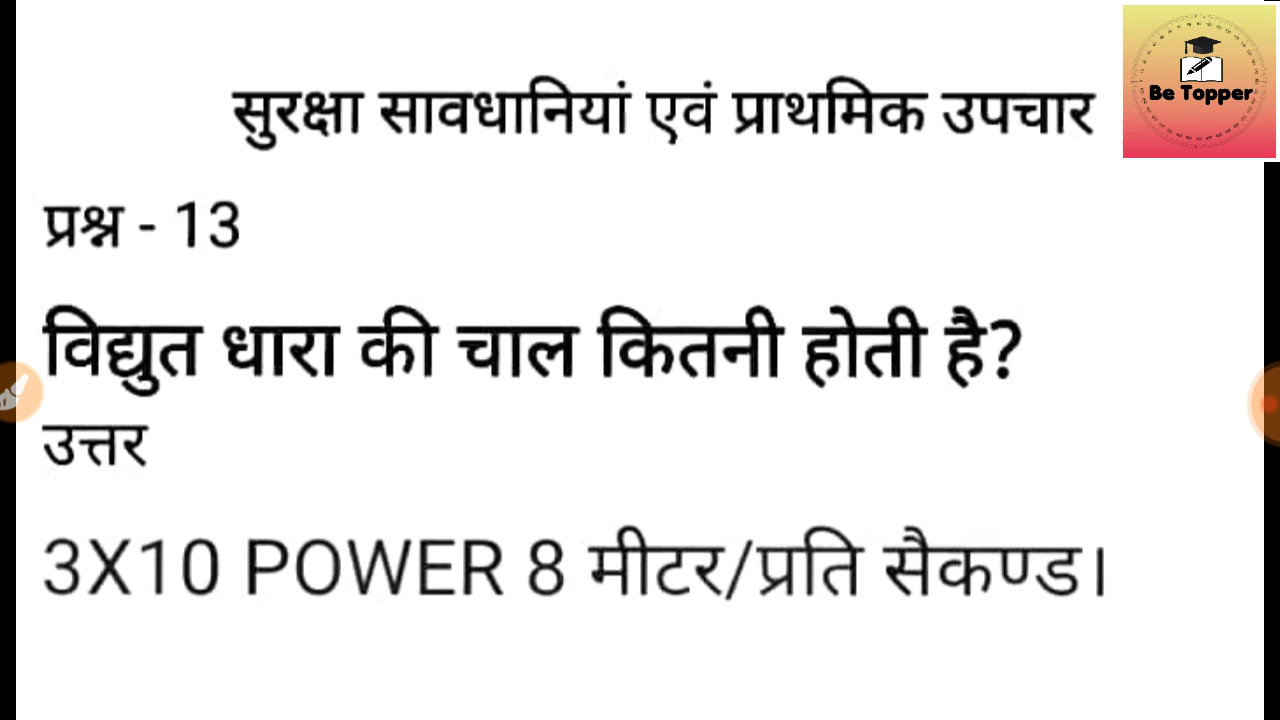 Be Topper
सुरक्षा सावधानियां एवं प्राथमिक उपचार
प्रश्न - 13
विद्युत धारा की चाल कितनी होती है?
उत्तर
3X10 POWER 8 मीटर/प्रति सैकण्ड।